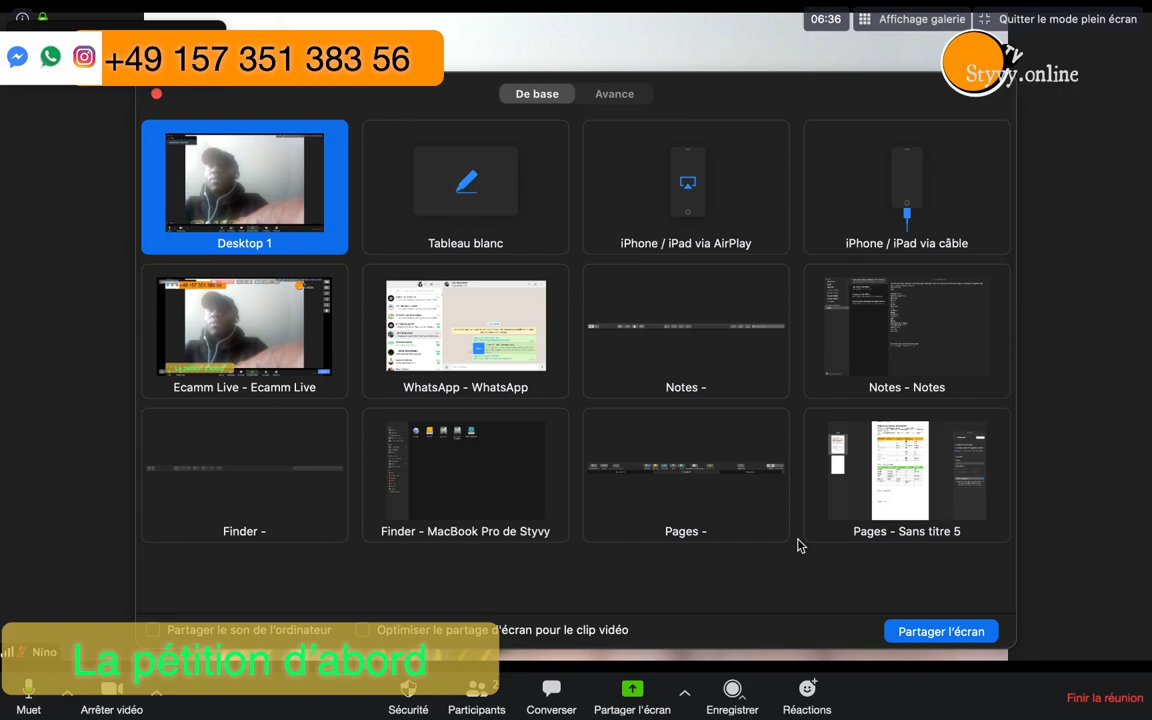 06:36
Affichage galerie
Quitter le mode plein écran
+49 157 351 383 56
TV
Styvy.online
De base
Avance
Desktop 1
Tableau blanc
iPhone / iPad via AirPlay
iPhone / iPad via câble
Ecamm Live - Ecamm Live
WhatsApp - WhatsApp
Notes -
Notes - Notes
Finder -
Finder - MacBook Pro de Styvy
Pages -
Pages - Sans titre 5
Partager le son de l'ordinateur
Optimiser le partage d'écran pour le clip vidéo
Partager l'écran
Nino
La pétition d'abord
Muet
Arrêter vidéo
Sécurité
Participants
2
Converser
Partager l'écran
Enregistrer
Réactions
Finir la réunion